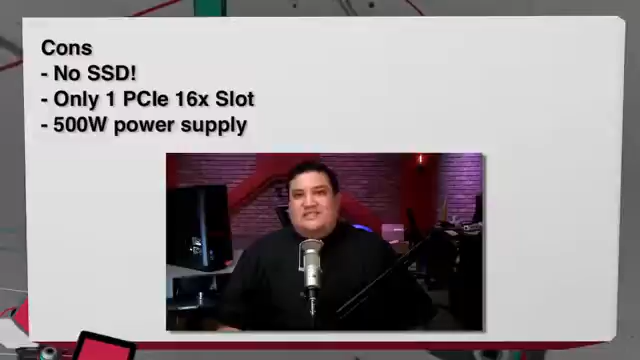 Cons
- No SSD!
- Only 1 PCIe 16x Slot
- 500W power supply